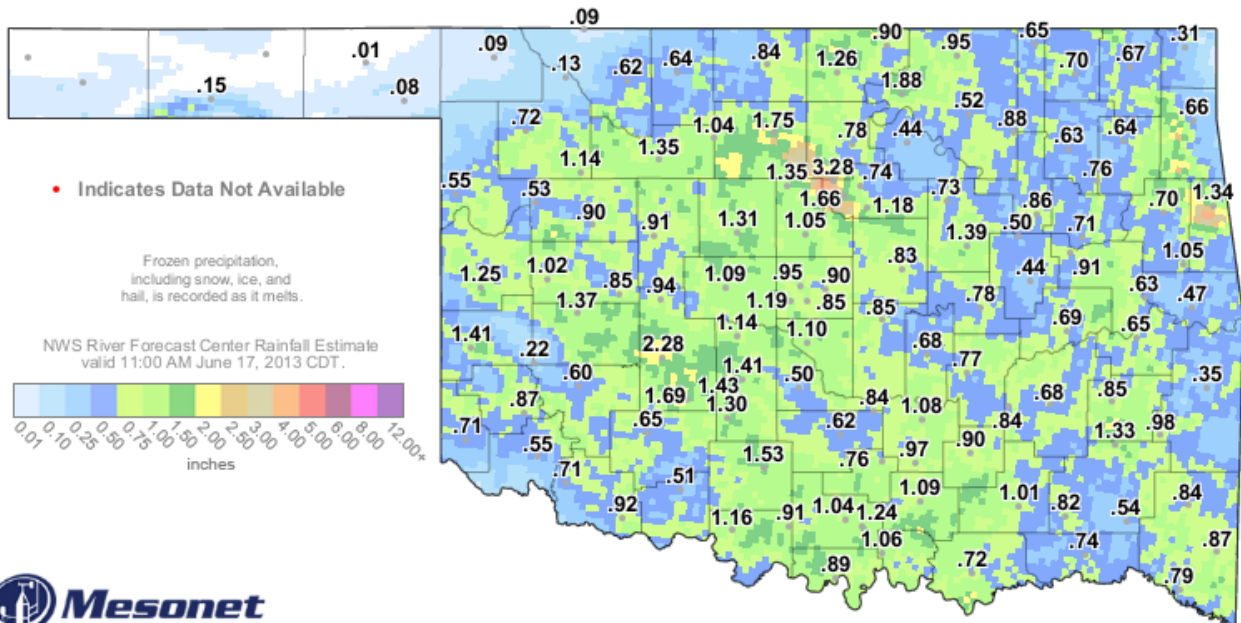 .09
.01 .09 .90 .95 .65 .31
.15 .08 .13 .62 .64 .84 1.26 .70 .67
1.88 .52 .66
.72 1.04 1.75 .78 .44 .88 .63 .64
1.14 1.35 1.35 3.28 .74 .76
• Indicates Data Not Available
.55 .53 1.66 1.18 .73 .86 .70 1.34
.90 .91 1.31 1.05 1.39 .50 .71
Frozen precipitation,
including snow, ice, and
hail, is recorded as it melts.
1.25 1.02 .85 .94 1.09 .95 .90 .83 .44 .91 1.05
1.37 1.19 .85 .85 .78 .63 .47
NWS River Forecast Center Rainfall Estimate
valid 11:00 AM June 17, 2013 CDT.
1.41 .22 2.28 1.14 1.10 .68 .77 .69 .65
.60 1.41 .50 .35
.87 1.69 1.43 1.30 .84 1.08 .68 .85
0.01 0.10 0.25 0.50 0.75 1.00 1.50 2.00 2.50 3.00 4.00 5.00 6.00 8.00 12.00+
inches
.71 .65 .62 .84 1.33 .98
.55 1.53 .76 .97 .90
.71 .51 1.09 1.01 .82 .54 .84
.92 1.16 .91 1.04 1.24
.89 1.06 .72 .74 .87
.79
Mesonet